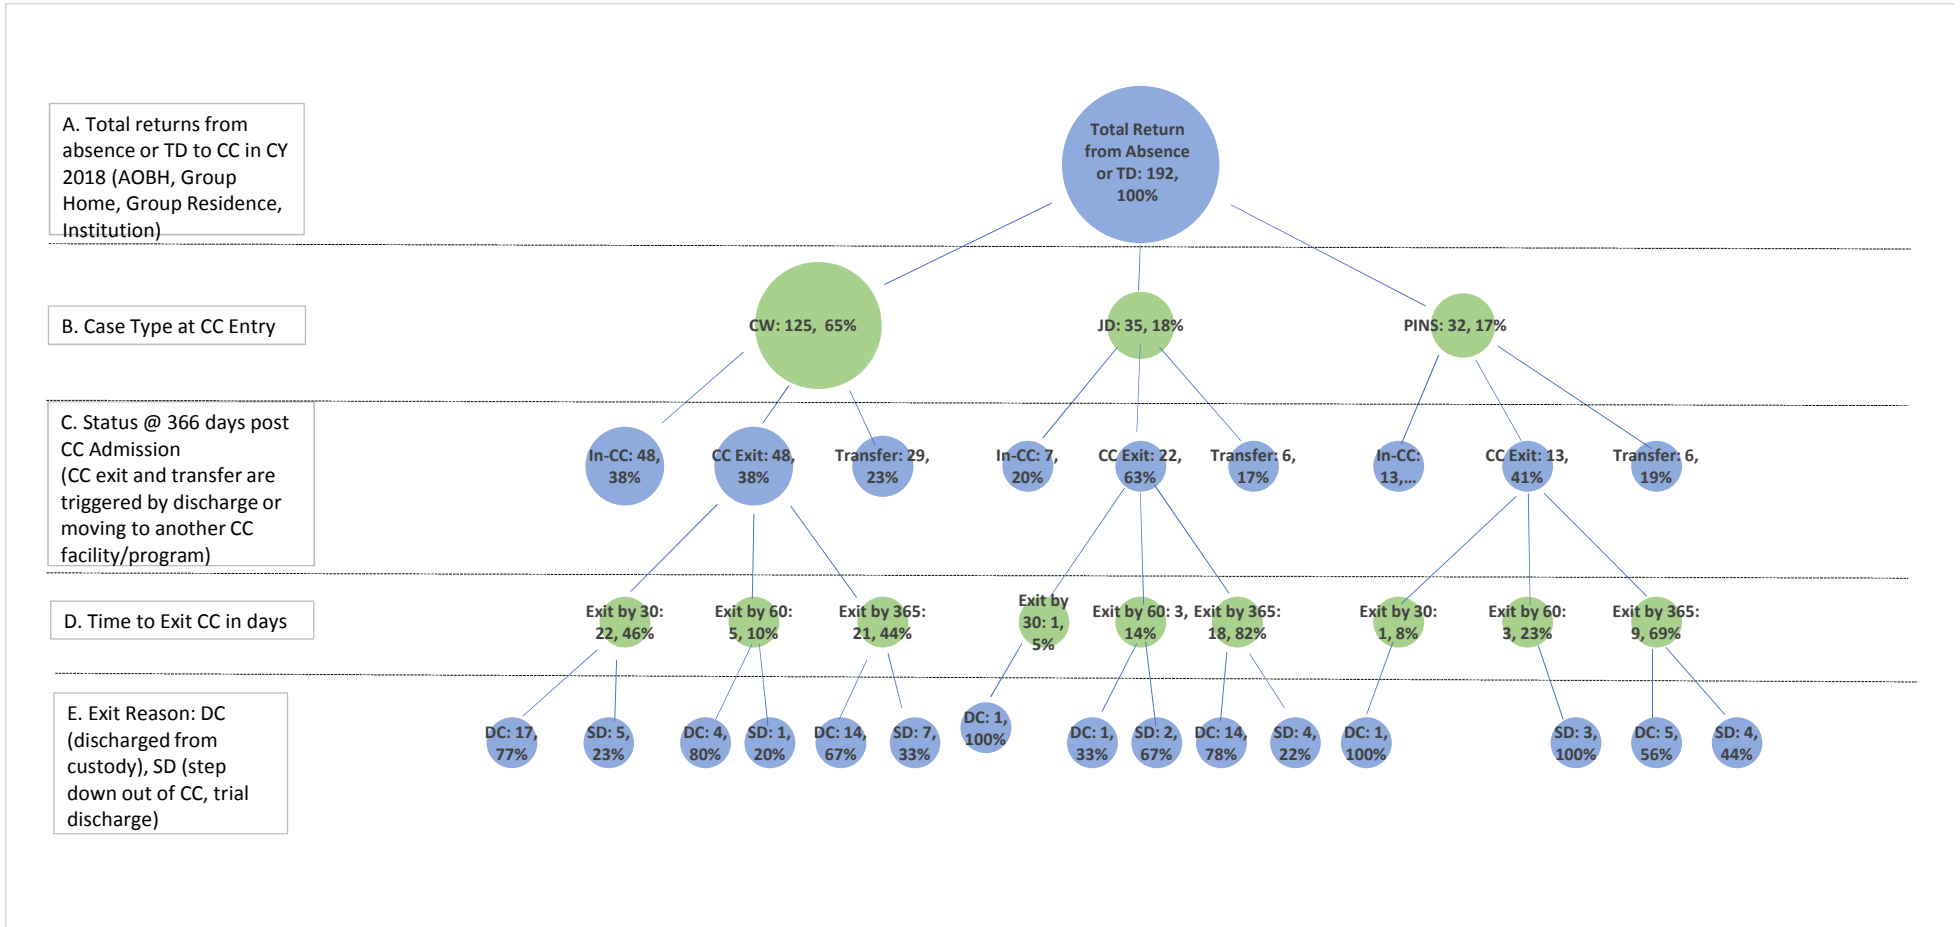 A. Total returns from
absence or TD to CC in CY
2018 (AOBH, Group
Home, Group Residence,
Institution)
Total Return
from Absence
or TD: 192,
100%
B. Case Type at CC Entry
CW: 125, 65%
JD: 35, 18%
PINS: 32, 17%
C. Status @ 366 days post
CC Admission
(CC exit and transfer are
triggered by discharge or
moving to another CC
facility/program)
In-CC: 48,
38%
CC Exit: 48,
38%
Transfer: 29,
23%
In-CC: 7,
20%
CC Exit: 22,
63%
Transfer: 6,
17%
In-CC:
13,...
CC Exit: 13,
41%
Transfer: 6,
19%
D. Time to Exit CC in days
Exit by 30:
22, 46%
Exit by 60:
5, 10%
Exit by 365:
21, 44%
Exit by
30: 1,
5%
Exit by 60: 3,
14%
Exit by 365:
18, 82%
Exit by 30:
1, 8%
Exit by 60:
3, 23%
Exit by 365:
9, 69%
E. Exit Reason: DC
(discharged from
custody), SD (step
down out of CC, trial
discharge)
DC: 17,
77%
SD: 5,
23%
DC: 4,
80%
SD: 1,
20%
DC: 14,
67%
SD: 7,
33%
DC: 1,
100%
DC: 1,
33%
SD: 2,
67%
DC: 14,
78%
SD: 4,
22%
DC: 1,
100%
SD: 3,
100%
DC: 5,
56%
SD: 4,
44%